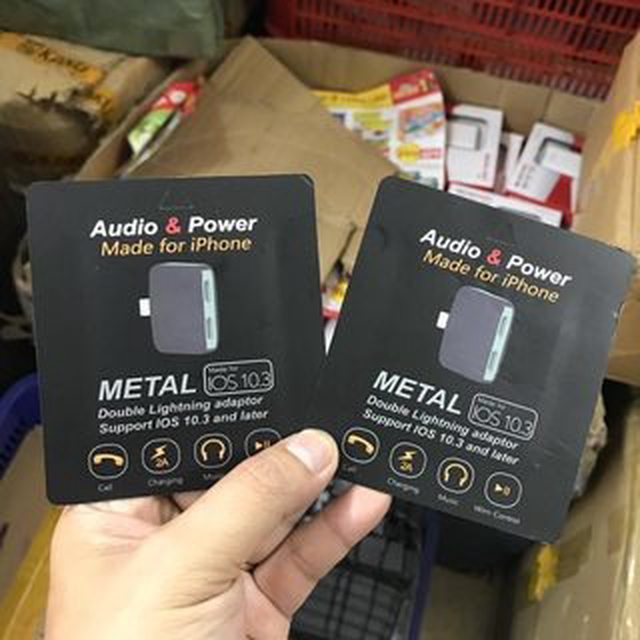 Audio & Power
Made for iPhone
METAL
Made for
IOS 10.3
Double Lightning adaptor
Support IOS 10.3 and later
2A
Call
Charging
Audio & Power
Made for iPhone
METAL
Made for
IOS 10.3
Double Lightning adaptor
Support IOS 10.3 and later
2A
Call
Charging
Music
Wire-Control